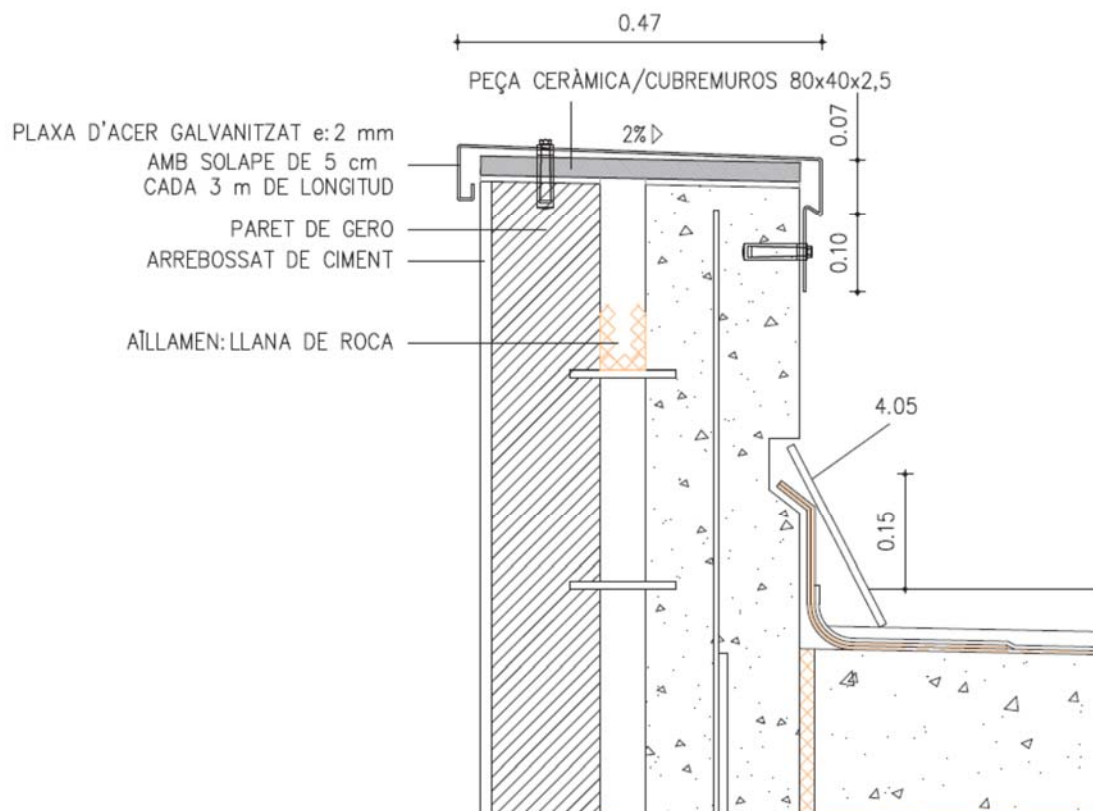 0.47
PEÇA CERÀMICA/CUBREMUROS 80x40x2,5
PLAXA D'ACER GALVANITZAT e:2 mm
AMB SOLAPE DE 5 cm
CADA 3 m DE LONGITUD
2%
0.07
PARET DE GERO
ARREBOSSAT DE CIMENT
0.10
AÏLLAMEN:LLANA DE ROCA
4.05
0.15